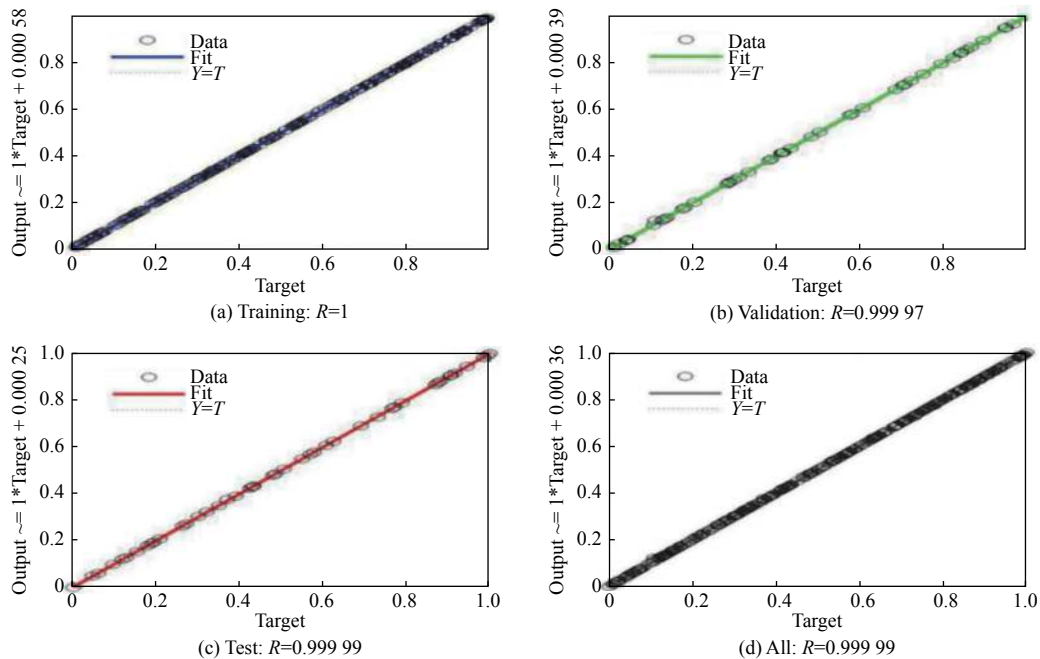 Output ~= 1*Target + 0.000 58
0.8
0.6
0.4
0.2
0
Data
Fit
Y=T
0 0.2 0.4 0.6 0.8 1.0
Target
(a) Training: R=1
Output ~= 1*Target + 0.000 39
0.8
0.6
0.4
0.2
0
Data
Fit
Y=T
0 0.2 0.4 0.6 0.8 1.0
Target
(b) Validation: R=0.999 97
Output ~= 1*Target + 0.000 25
1.0
0.8
0.6
0.4
0.2
0
Data
Fit
Y=T
0 0.2 0.4 0.6 0.8 1.0
Target
(c) Test: R=0.999 99
Output ~= 1*Target + 0.000 36
1.0
0.8
0.6
0.4
0.2
0
Data
Fit
Y=T
0 0.2 0.4 0.6 0.8 1.0
Target
(d) All: R=0.999 99